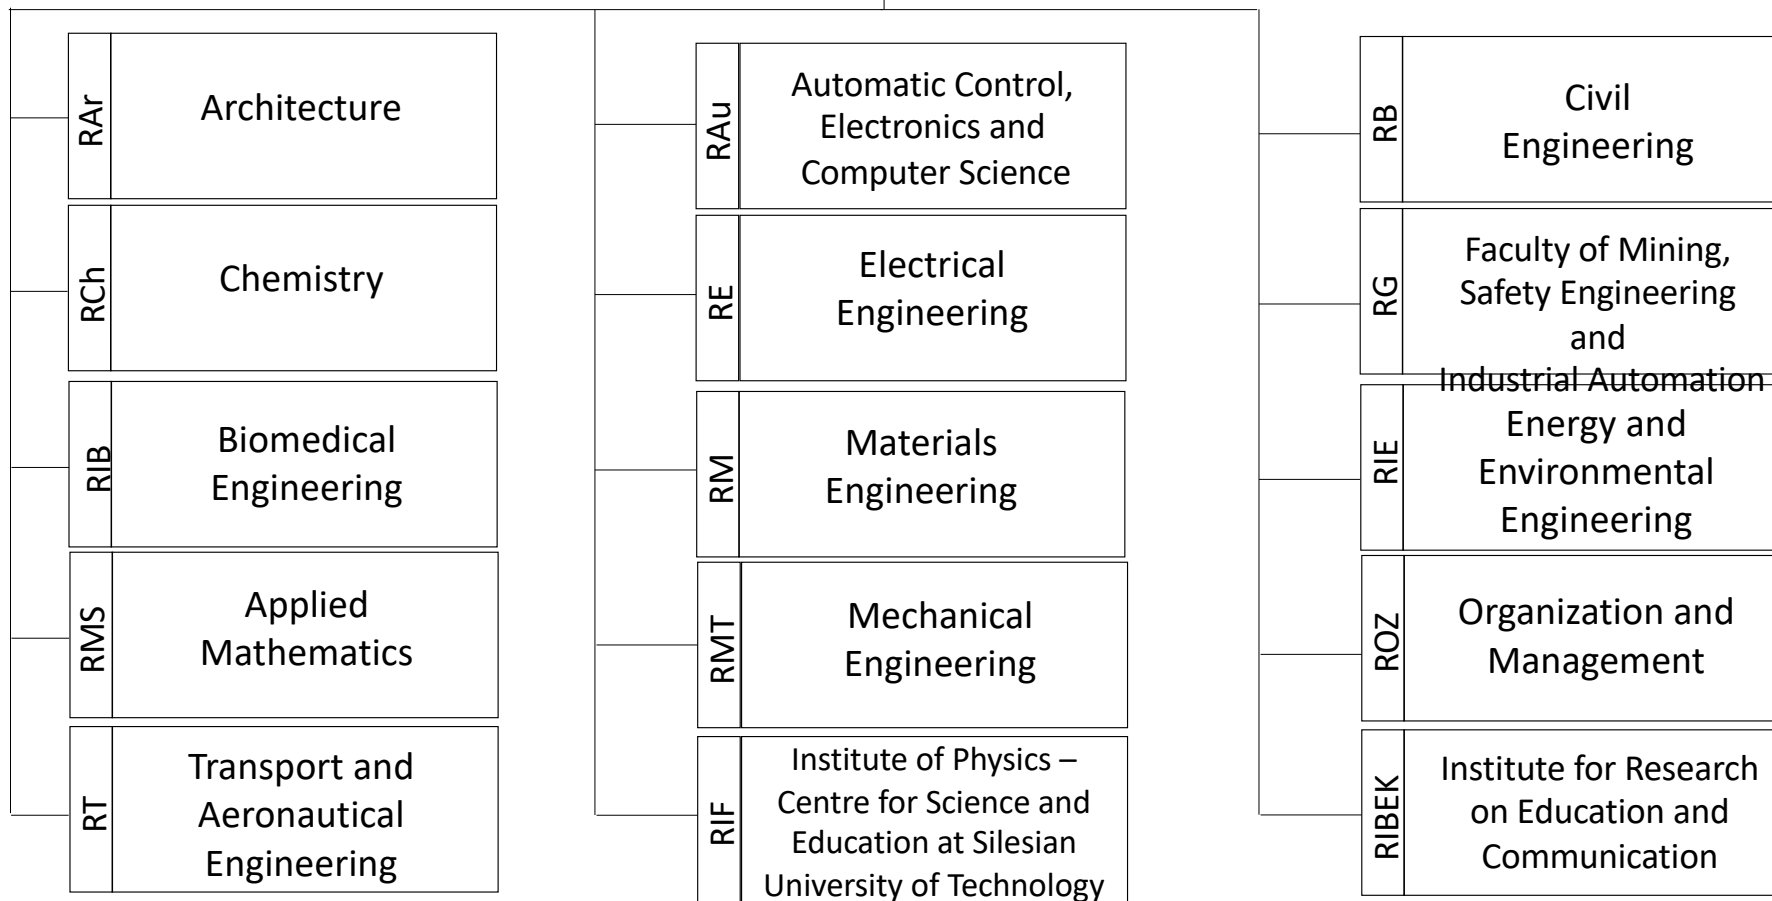 RAr
Architecture
RCh
Chemistry
RIB
Biomedical
Engineering
RMS
Applied
Mathematics
RT
Transport and
Aeronautical
Engineering
RAu
Automatic Control,
Electronics and
Computer Science
RE
Electrical
Engineering
RM
Materials
Engineering
RMT
Mechanical
Engineering
RIF
Institute of Physics –
Centre for Science and
Education at Silesian
University of Technology
RB
Civil
Engineering
RG
Faculty of Mining,
Safety Engineering
and
Industrial Automation
RIE
Energy and
Environmental
Engineering
ROZ
Organization and
Management
RIBEK
Institute for Research
on Education and
Communication